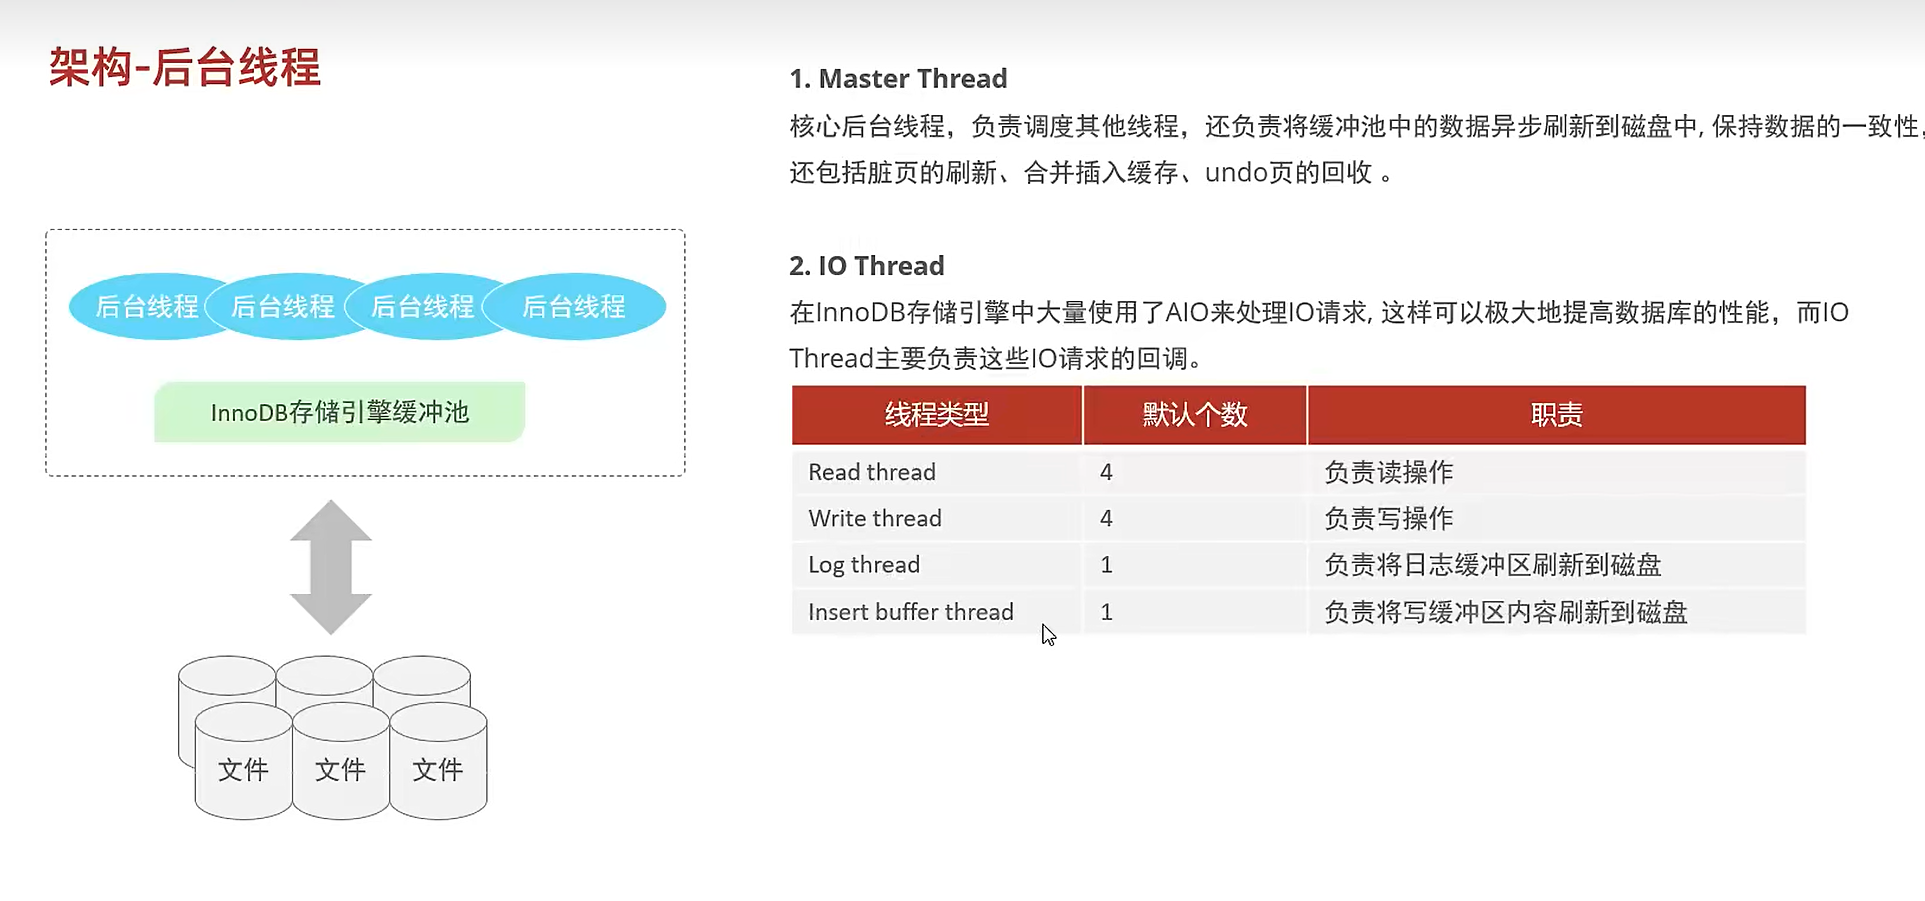 架构-后台线程
1. Master Thread
核心后台线程，负责调度其他线程，还负责将缓冲池中的数据异步刷新到磁盘中, 保持数据的一致性,
还包括脏页的刷新、合并插入缓存、undo页的回收 。
2. IO Thread
在InnoDB存储引擎中大量使用了AIO来处理IO请求, 这样可以极大地提高数据库的性能，而IO
Thread主要负责这些IO请求的回调。
线程类型 默认个数 职责
Read thread 4 负责读操作
Write thread 4 负责写操作
Log thread 1 负责将日志缓冲区刷新到磁盘
Insert buffer thread 1 负责将写缓冲区内容刷新到磁盘
后台线程 后台线程 后台线程 后台线程
InnoDB存储引擎缓冲池
文件 文件 文件